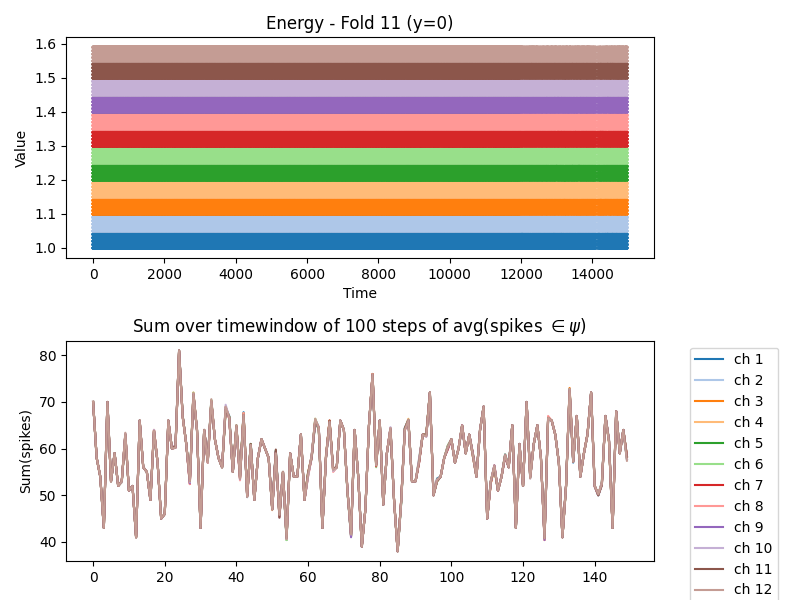 Energy - Fold 11 (y=0)
Value
1.6
1.5
1.4
1.3
1.2
1.1
1.0
0 2000 4000 6000 8000 10000 12000 14000
Time
Sum over timewindow of 100 steps of avg(spikes ∈ψ)
Sum(spikes)
80
70
60
50
40
0 20 40 60 80 100 120 140
ch 1
ch 2
ch 3
ch 4
ch 5
ch 6
ch 7
ch 8
ch 9
ch 10
ch 11
ch 12